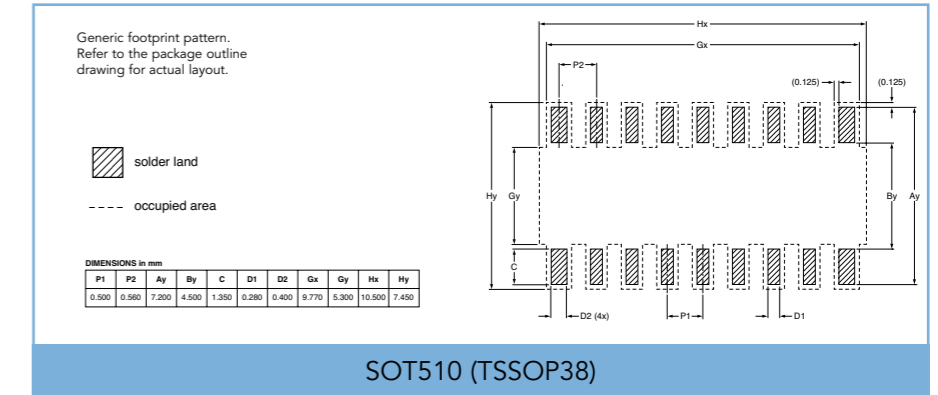 Generic footprint pattern.
Refer to the package outline
drawing for actual layout.
solder land
occupied area
DIMENSIONS in mm
P1 P2 Ay By C D1 D2 Gx Gy Hx Hy
0.500 0.560 7.200 4.500 1.350 0.280 0.400 9.770 5.300 10.500 7.450
Hx
Gx
P2
(0.125) (0.125)
Hy Gy By Ay
C
D2 (4x) P1 D1
SOT510 (TSSOP38)